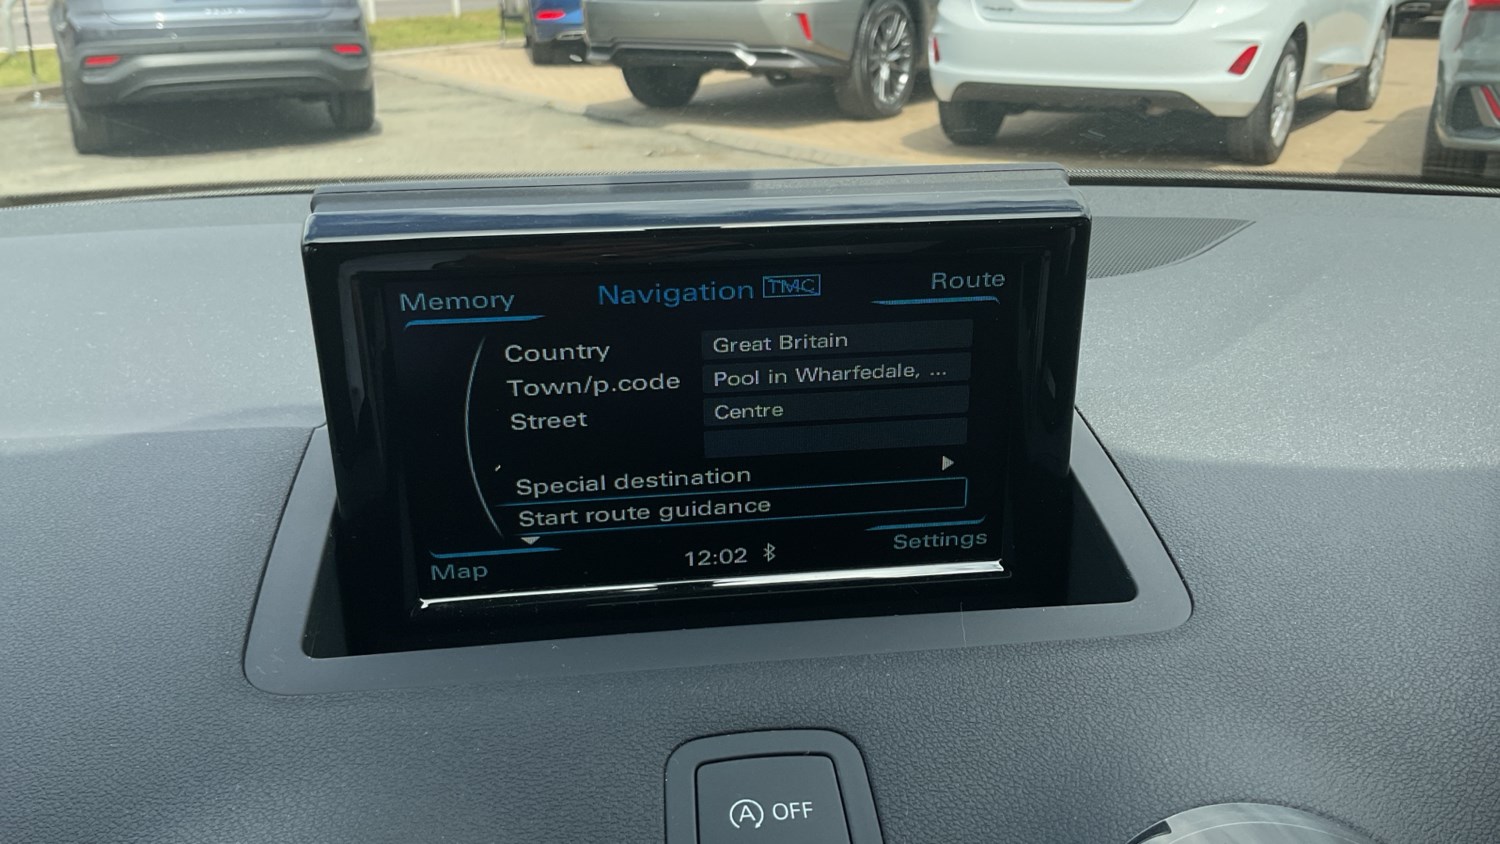 Memory Navigation TMC Route
Country Great Britain
Town/p.code Pool in Wharfedale, ...
Street Centre
Special destination
Start route guidance
Map 12:02 Settings
A OFF